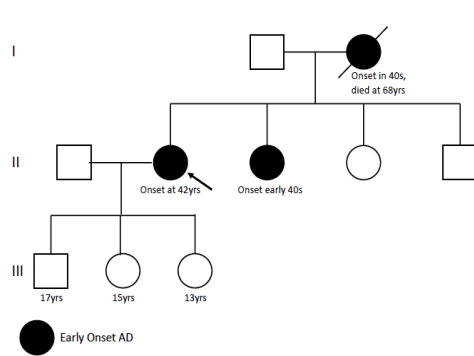 I
Onset in 40s,
died at 68yrs
II
Onset at 42yrs
Onset early 40s
III
17yrs
15yrs
13yrs
Early Onset AD